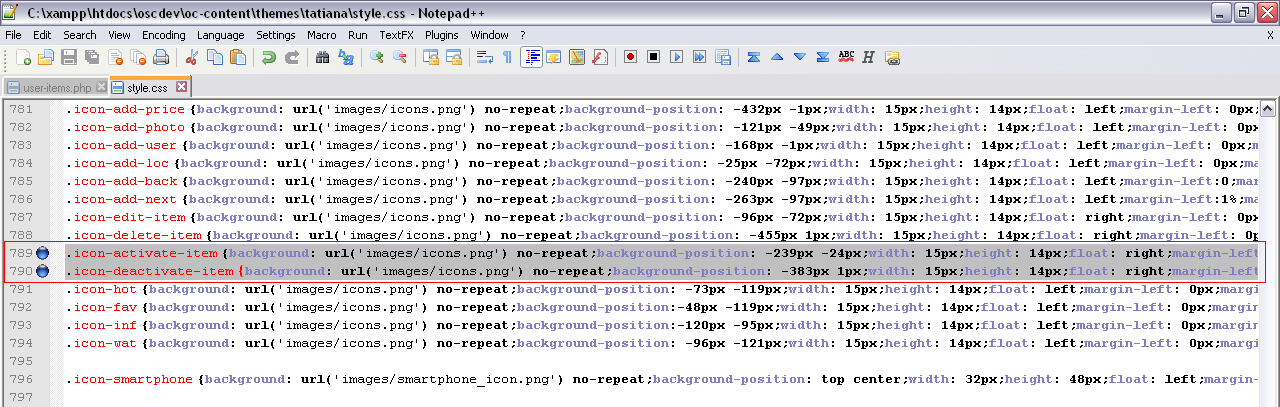 C:\xampp\htdocs\oscdev\oc-content\themes\tatiana\style.css - Notepad++
File Edit Search View Encoding Language Settings Macro Run TextFX Plugins Window ? X
ABC H
user-items.php style.css
781 .icon-add-price {background: url('images/icons.png') no-repeat;background-position: -432px -1px;width: 15px;height: 14px;float: left;margin-left: 0px;
782 .icon-add-photo {background: url('images/icons.png') no-repeat;background-position: -121px -49px;width: 15px;height: 14px;float: left;margin-left: 0px
783 .icon-add-user {background: url('images/icons.png') no-repeat;background-position: -168px -1px;width: 15px;height: 14px;float: left;margin-left: 0px;m
784 .icon-add-loc {background: url('images/icons.png') no-repeat;background-position: -25px -72px;width: 15px;height: 14px;float: left;margin-left: 0px;ma
785 .icon-add-back {background: url('images/icons.png') no-repeat;background-position: -240px -97px;width: 15px;height: 14px;float: left;margin-left:0;mar
786 .icon-add-next {background: url('images/icons.png') no-repeat;background-position: -263px -97px;width: 15px;height: 14px;float: left;margin-left:1%;ma
787 .icon-edit-item {background: url('images/icons.png') no-repeat;background-position: -96px -72px;width: 15px;height: 14px;float: right;margin-left: 0px
788 .icon-delete-item {background: url('images/icons.png') no-repeat;background-position: -455px 1px;width: 15px;height: 14px;float: right;margin-left: 0p
789 .icon-activate-item {background: url('images/icons.png') no-repeat;background-position: -239px -24px;width: 15px;height: 14px;float: right;margin-left
790 .icon-deactivate-item {background: url('images/icons.png') no-repeat;background-position: -383px 1px;width: 15px;height: 14px;float: right;margin-left
791 .icon-hot {background: url('images/icons.png') no-repeat;background-position: -73px -119px;width: 15px;height: 14px;float: left;margin-left: 0px;margi
792 .icon-fav {background: url('images/icons.png') no-repeat;background-position:-48px -119px;width: 15px;height: 14px;float: left;margin-left: 0px;margin
793 .icon-inf {background: url('images/icons.png') no-repeat;background-position:-120px -95px;width: 15px;height: 14px;float: left;margin-left: 0px;margin
794 .icon-wat {background: url('images/icons.png') no-repeat;background-position: -96px -121px;width: 15px;height: 14px;float: left;margin-left: 0px;margi
795
796 .icon-smartphone {background: url('images/smartphone_icon.png') no-repeat;background-position: top center;width: 32px;height: 48px;float: left;margin-
797